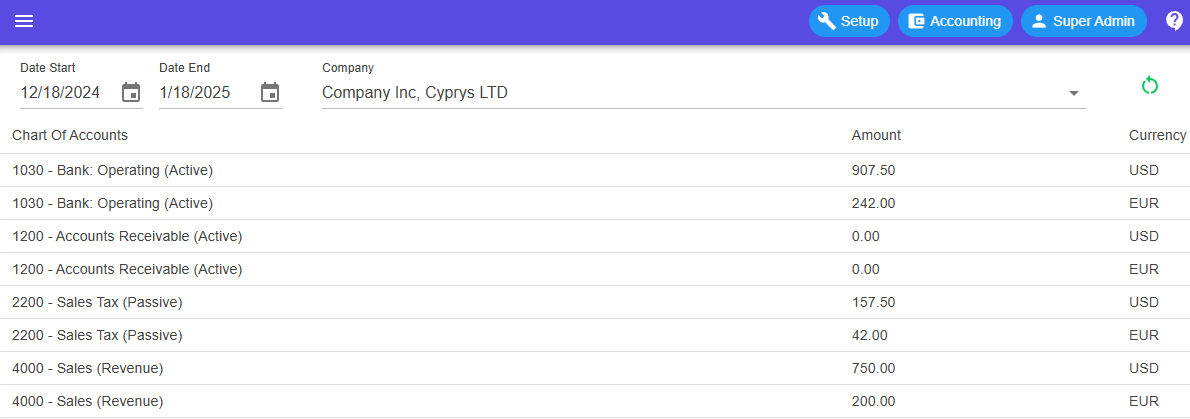 Setup Accounting Super Admin
Date Start Date End Company
12/18/2024 1/18/2025 Company Inc, Cyprys LTD
Chart Of Accounts Amount Currency
1030 - Bank: Operating (Active) 907.50 USD
1030 - Bank: Operating (Active) 242.00 EUR
1200 - Accounts Receivable (Active) 0.00 USD
1200 - Accounts Receivable (Active) 0.00 EUR
2200 - Sales Tax (Passive) 157.50 USD
2200 - Sales Tax (Passive) 42.00 EUR
4000 - Sales (Revenue) 750.00 USD
4000 - Sales (Revenue) 200.00 EUR